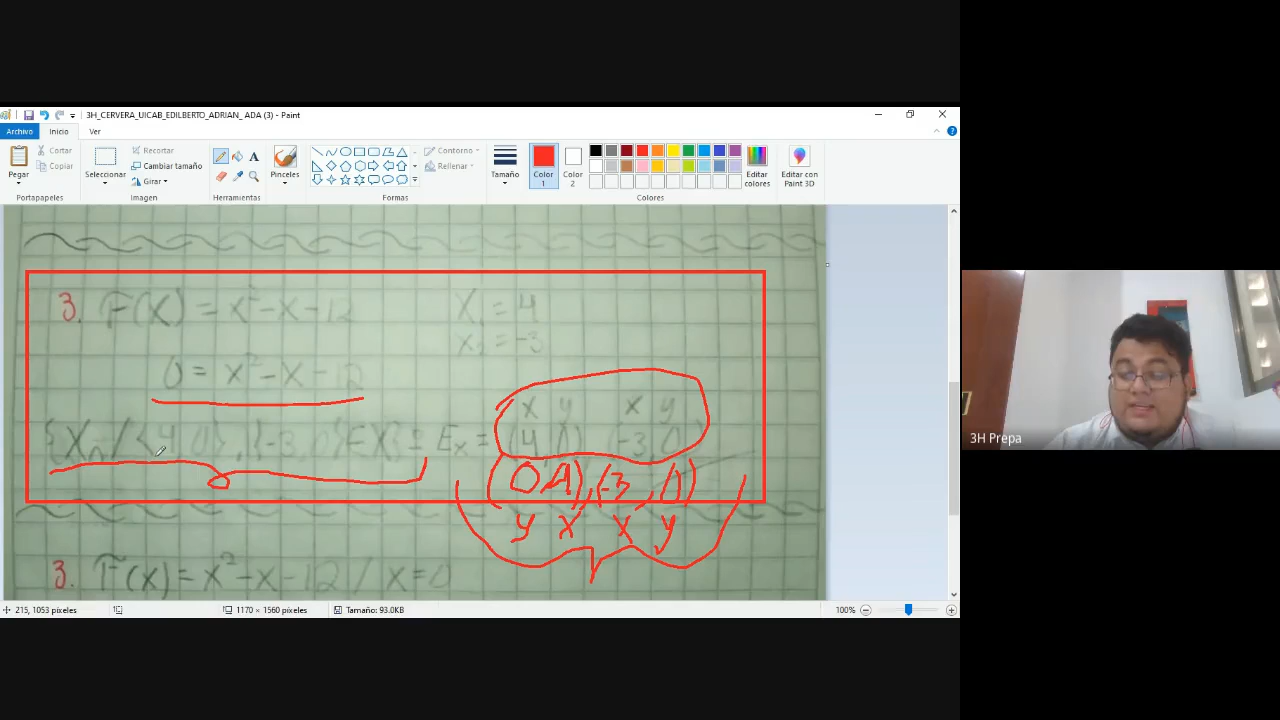 3H_CERVERA_UICAB_EDILBERTO_ADRIAN_ ADA (3) - Paint
Archivo Inicio Ver
Pegar
Cortar
Copiar
Portapapeles
Seleccionar
Recortar
Cambiar tamaño
Girar
Imagen
A
Herramientas
Pinceles
Contorno
Rellenar
Formas
Tamaño
Color 1
Color 2
Editar colores
Colores
Editar con Paint 3D
3. F(X) = x²-x-12
X₁ = 4
X₂ = -3
0 = x²-x-12
x y x y
(4, 0) (-3, 0)
(0, 4), (-3, 0)
y x x y
3. F(X) = x²-x-12 / x=0
3H Prepa
215, 1053 píxeles
1170 × 1560 píxeles
Tamaño: 93.0KB
100%